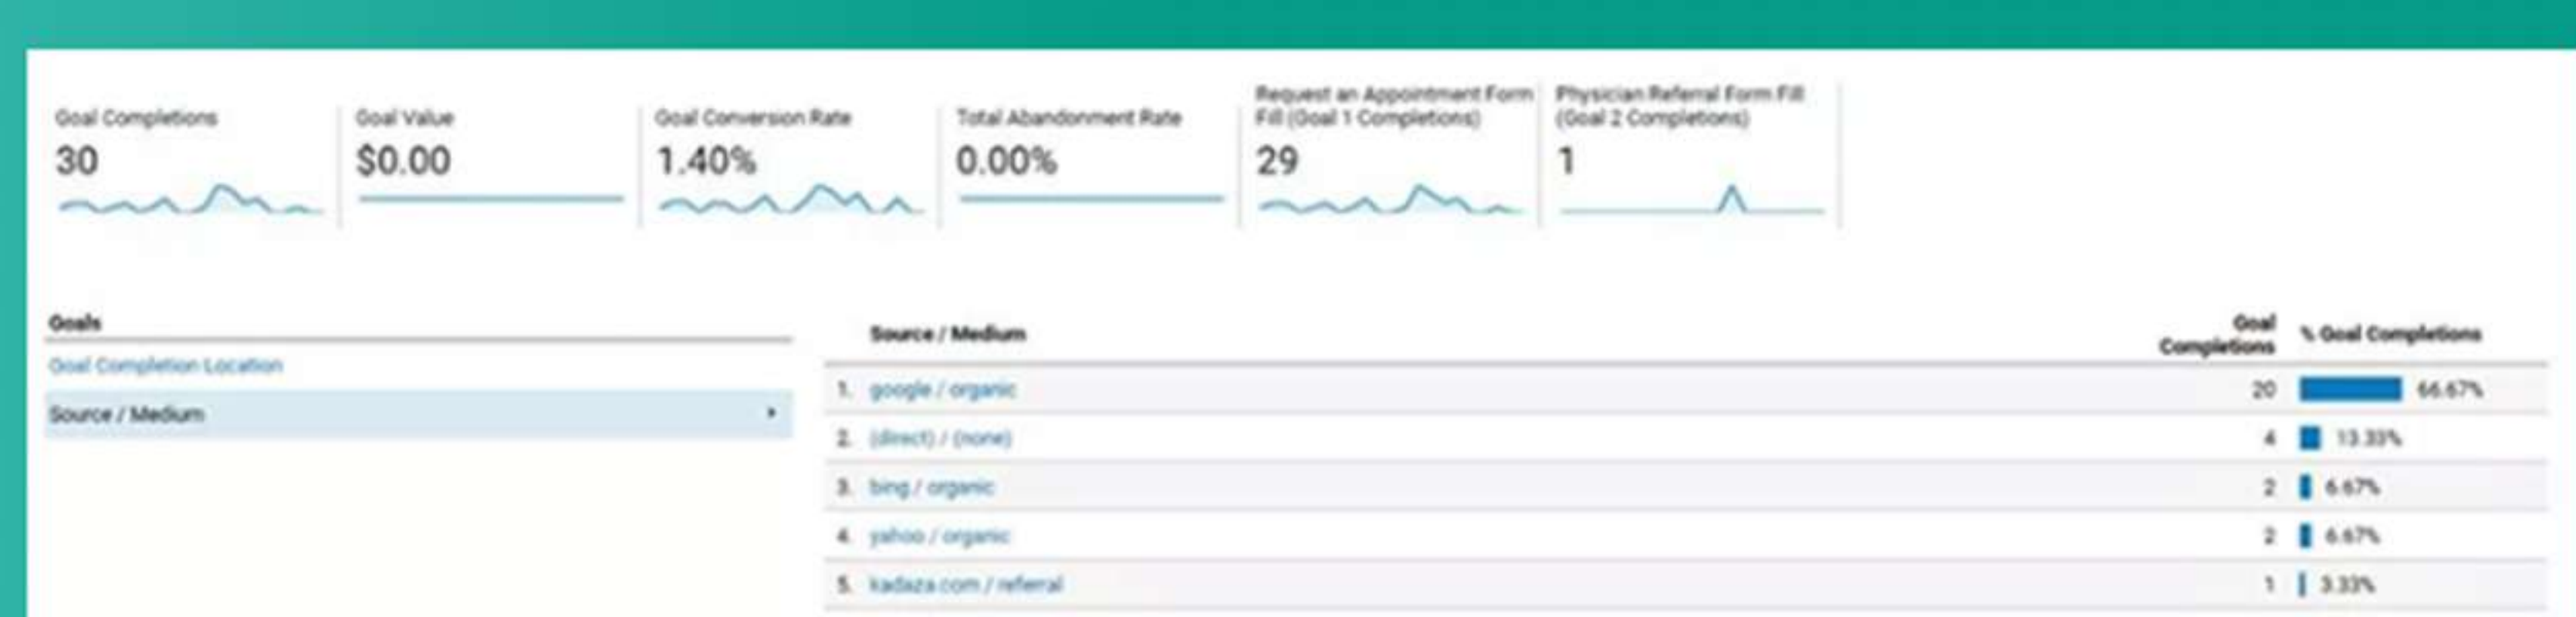 Goal Completions
30
Goal Value
$0.00
Goal Conversion Rate
1.40%
Total Abandonment Rate
0.00%
Request an Appointment Form
Fill (Goal 1 Completions)
29
Physician Referral Form Fill
(Goal 2 Completions)
1
Goals
Goal Completion Location
Source / Medium
Source / Medium
Goal
Completions
% Goal Completions
1. google / organic 20 66.67%
2. (direct) / (none) 4 13.33%
3. bing / organic 2 6.67%
4. yahoo / organic 2 6.67%
5. kadaza.com / referral 1 3.33%